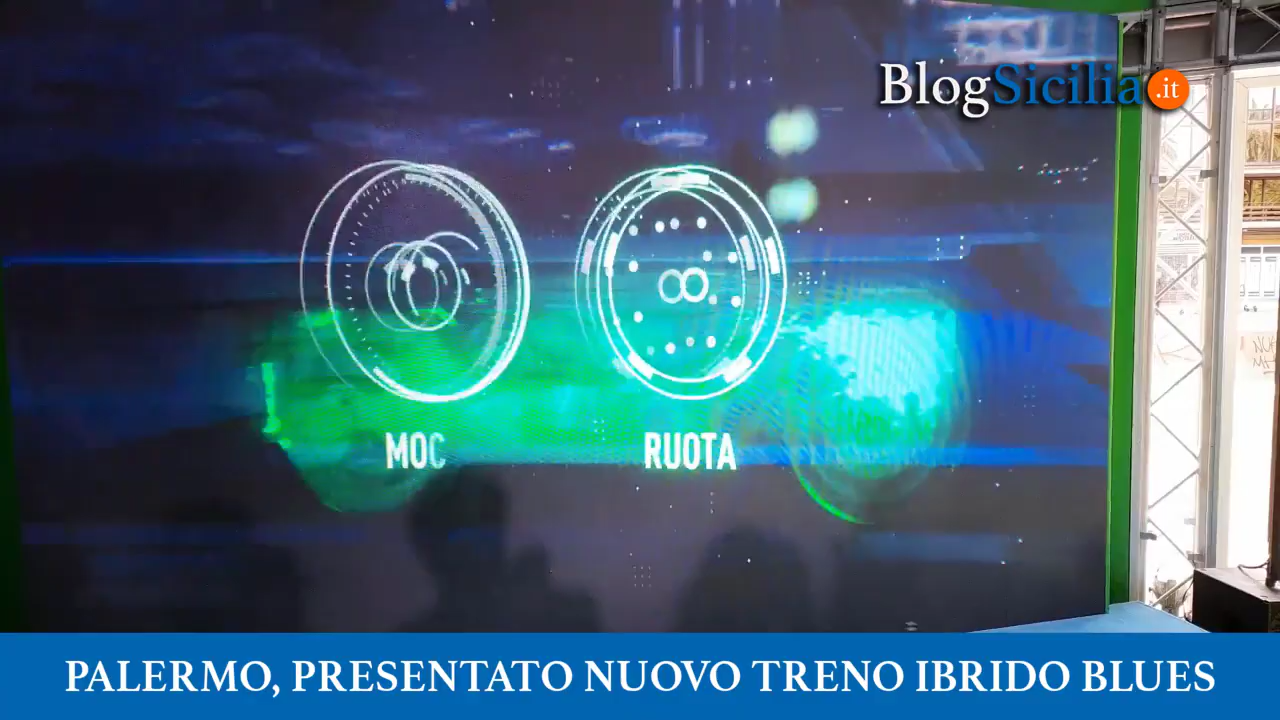 BlogSicilia.it
MOC RUOTA
PALERMO, PRESENTATO NUOVO TRENO IBRIDO BLUES